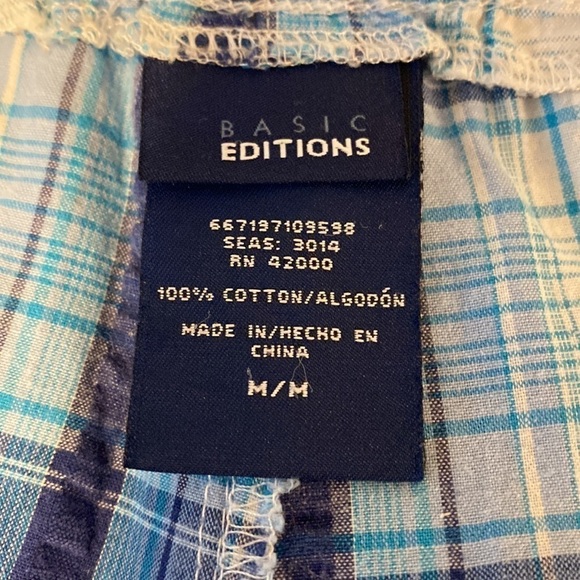 BASIC
EDITIONS
667197109598
SEAS: 3014
RN 42000
100% COTTON/ALGODÓN
MADE IN/HECHO EN
CHINA
M/M